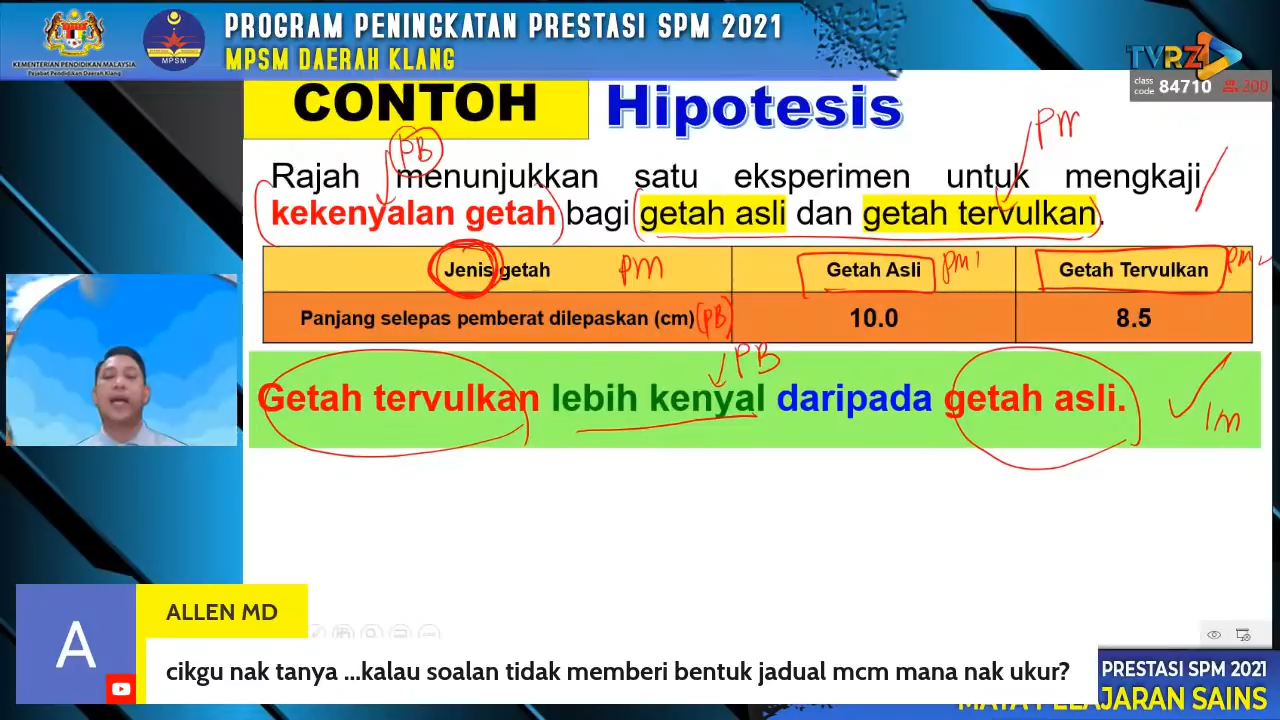 PROGRAM PENINGKATAN PRESTASI SPM 2021
MPSM DAERAH KLANG
KEMENTERIAN PENDIDIKAN MALAYSIA
Pejabat Pendidikan Daerah Klang
MPSM
TVRZ
class code 84710 200
CONTOH Hipotesis
PB
PM
Rajah menunjukkan satu eksperimen untuk mengkaji
kekenyalan getah bagi getah asli dan getah tervulkan.
Jenis getah PM Getah Asli PM1 Getah Tervulkan PM
Panjang selepas pemberat dilepaskan (cm) (PB) 10.0 8.5
PB
Getah tervulkan lebih kenyal daripada getah asli.
1m
A
ALLEN MD
cikgu nak tanya ...kalau soalan tidak memberi bentuk jadual mcm mana nak ukur?
PRESTASI SPM 2021
MATA PELAJARAN SAINS